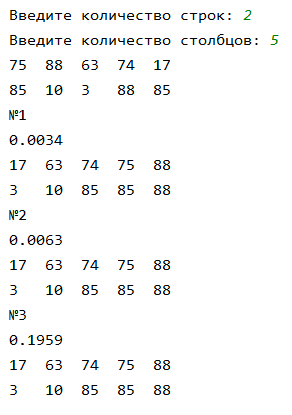 Введите количество строк: 2
Введите количество столбцов: 5
75 88 63 74 17
85 10 3 88 85
№1
0.0034
17 63 74 75 88
3 10 85 85 88
№2
0.0063
17 63 74 75 88
3 10 85 85 88
№3
0.1959
17 63 74 75 88
3 10 85 85 88